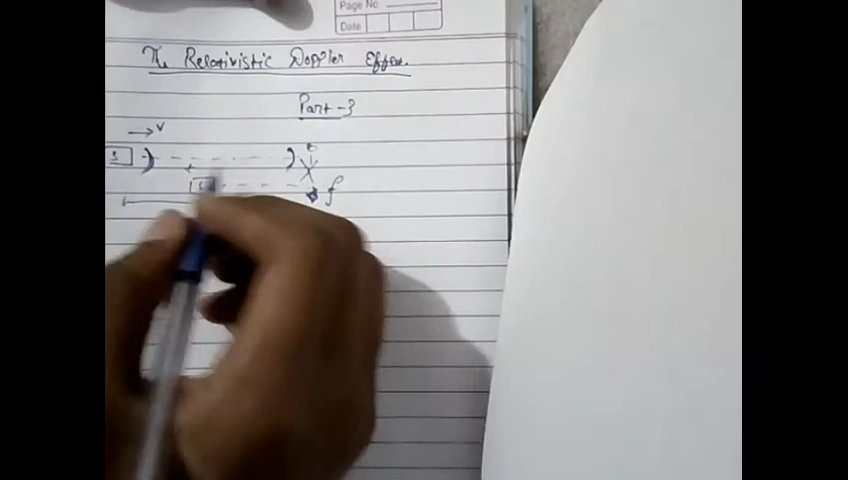 Page No
Date
The Relativistic Doppler Effect.
Part-3
v
S
S f